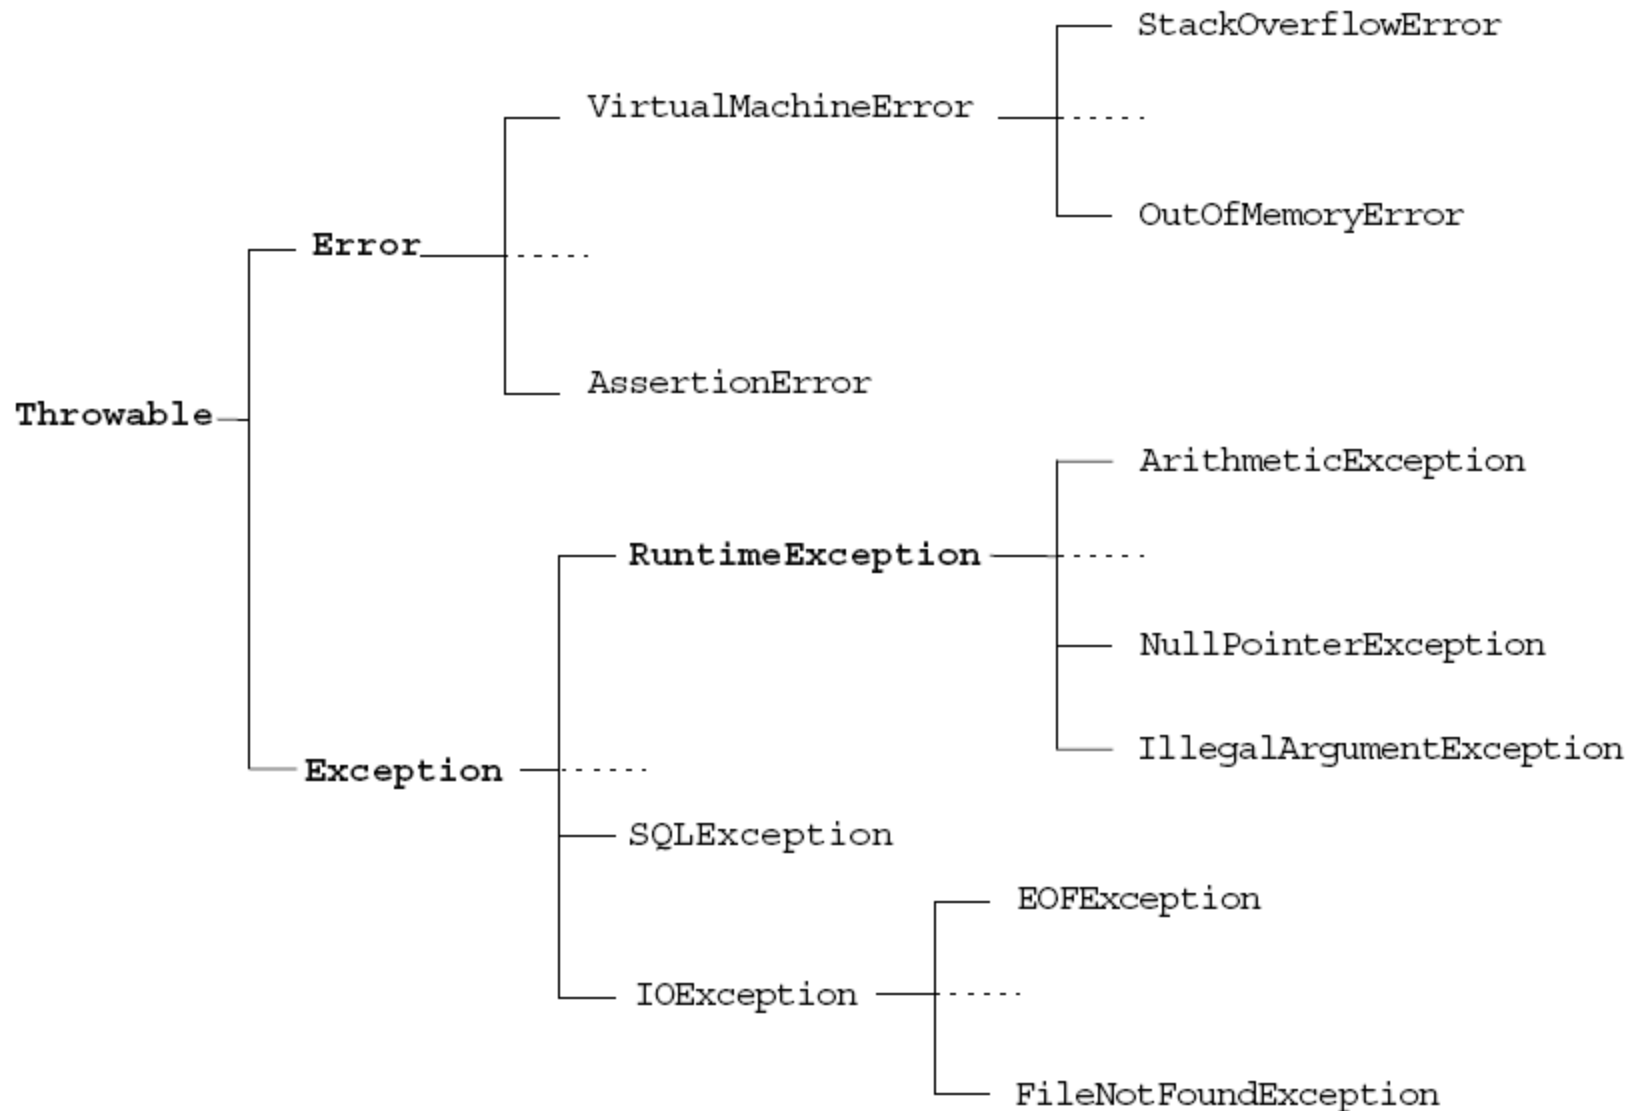 StackOverflowError
VirtualMachineError
OutOfMemoryError
Error
AssertionError
Throwable
ArithmeticException
RuntimeException
NullPointerException
IllegalArgumentException
Exception
SQLException
EOFException
IOException
FileNotFoundException